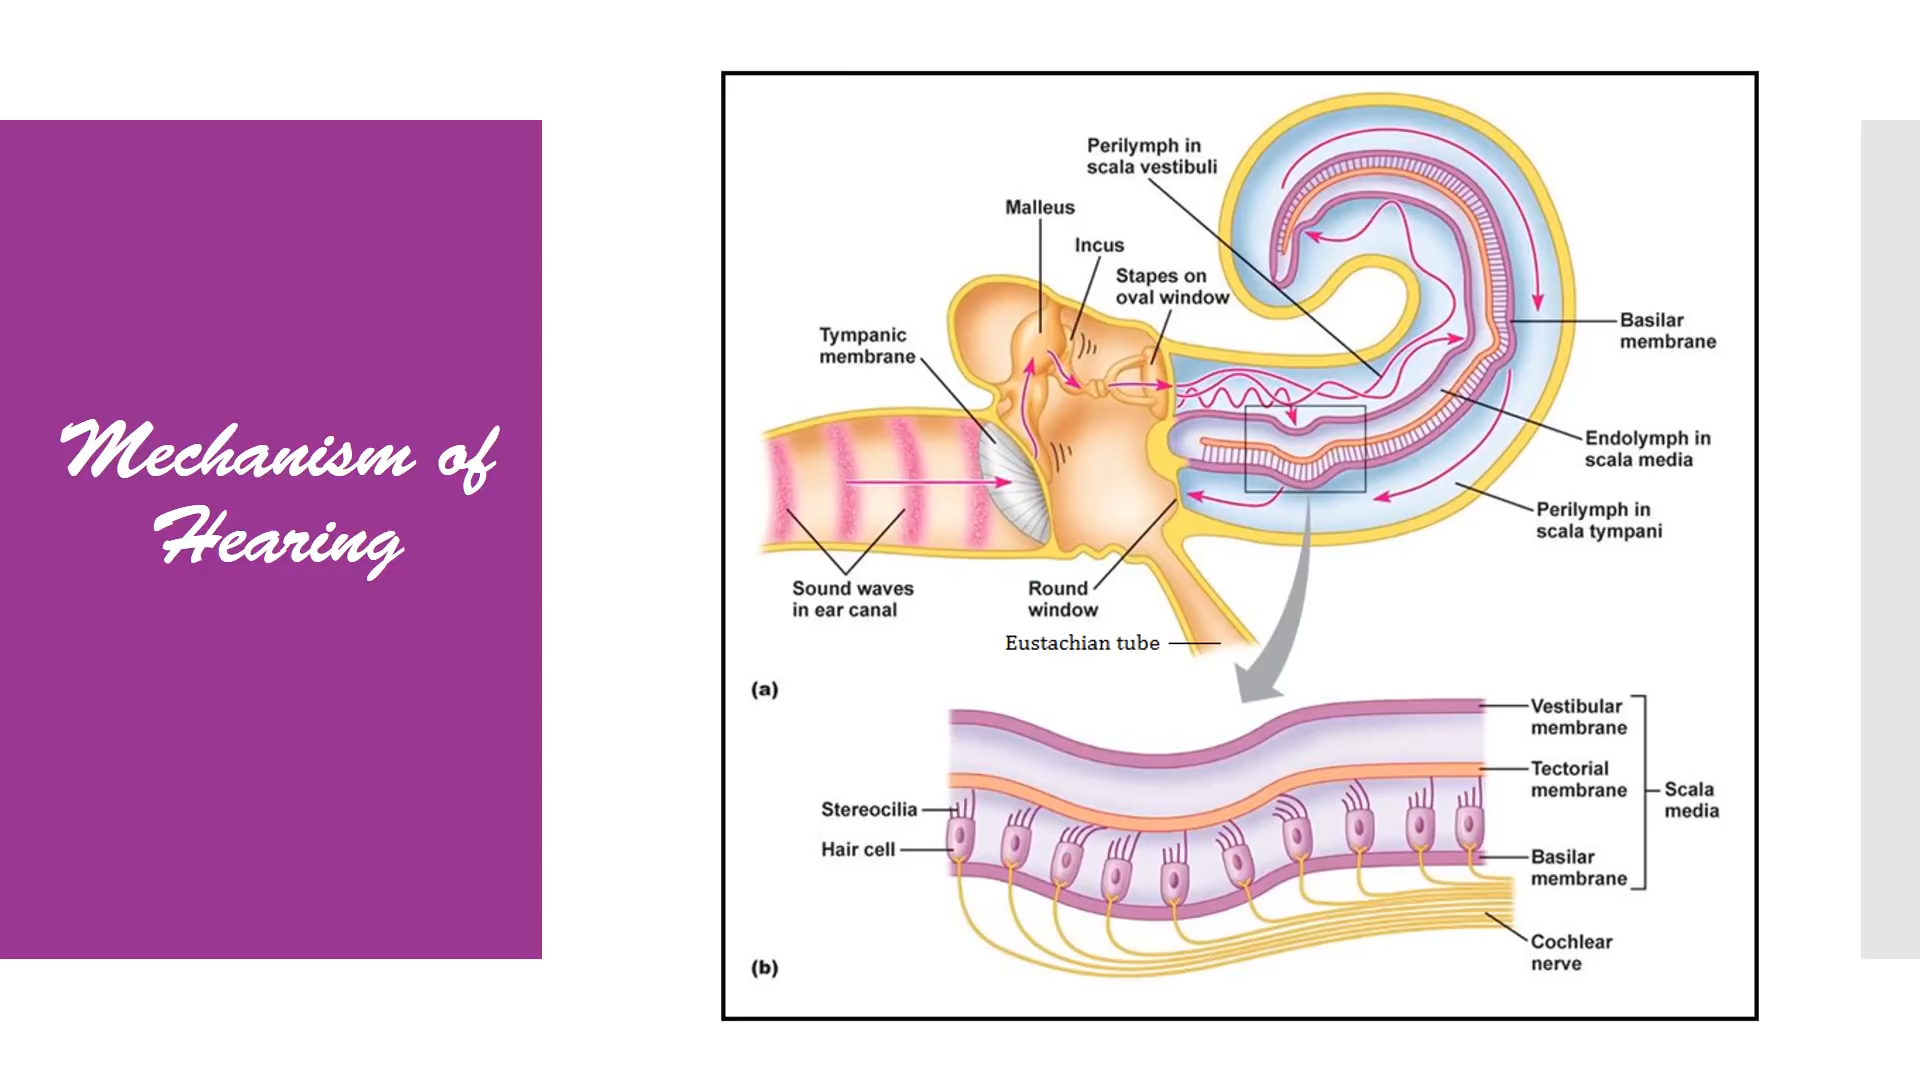 Mechanism of
Hearing
Perilymph in
scala vestibuli
Malleus
Incus
Stapes on
oval window
Tympanic
membrane
Basilar
membrane
Endolymph in
scala media
Perilymph in
scala tympani
Sound waves
in ear canal
Round
window
Eustachian tube
(a)
Vestibular
membrane
Tectorial
membrane
Scala
media
Stereocilia
Hair cell
Basilar
membrane
Cochlear
nerve
(b)